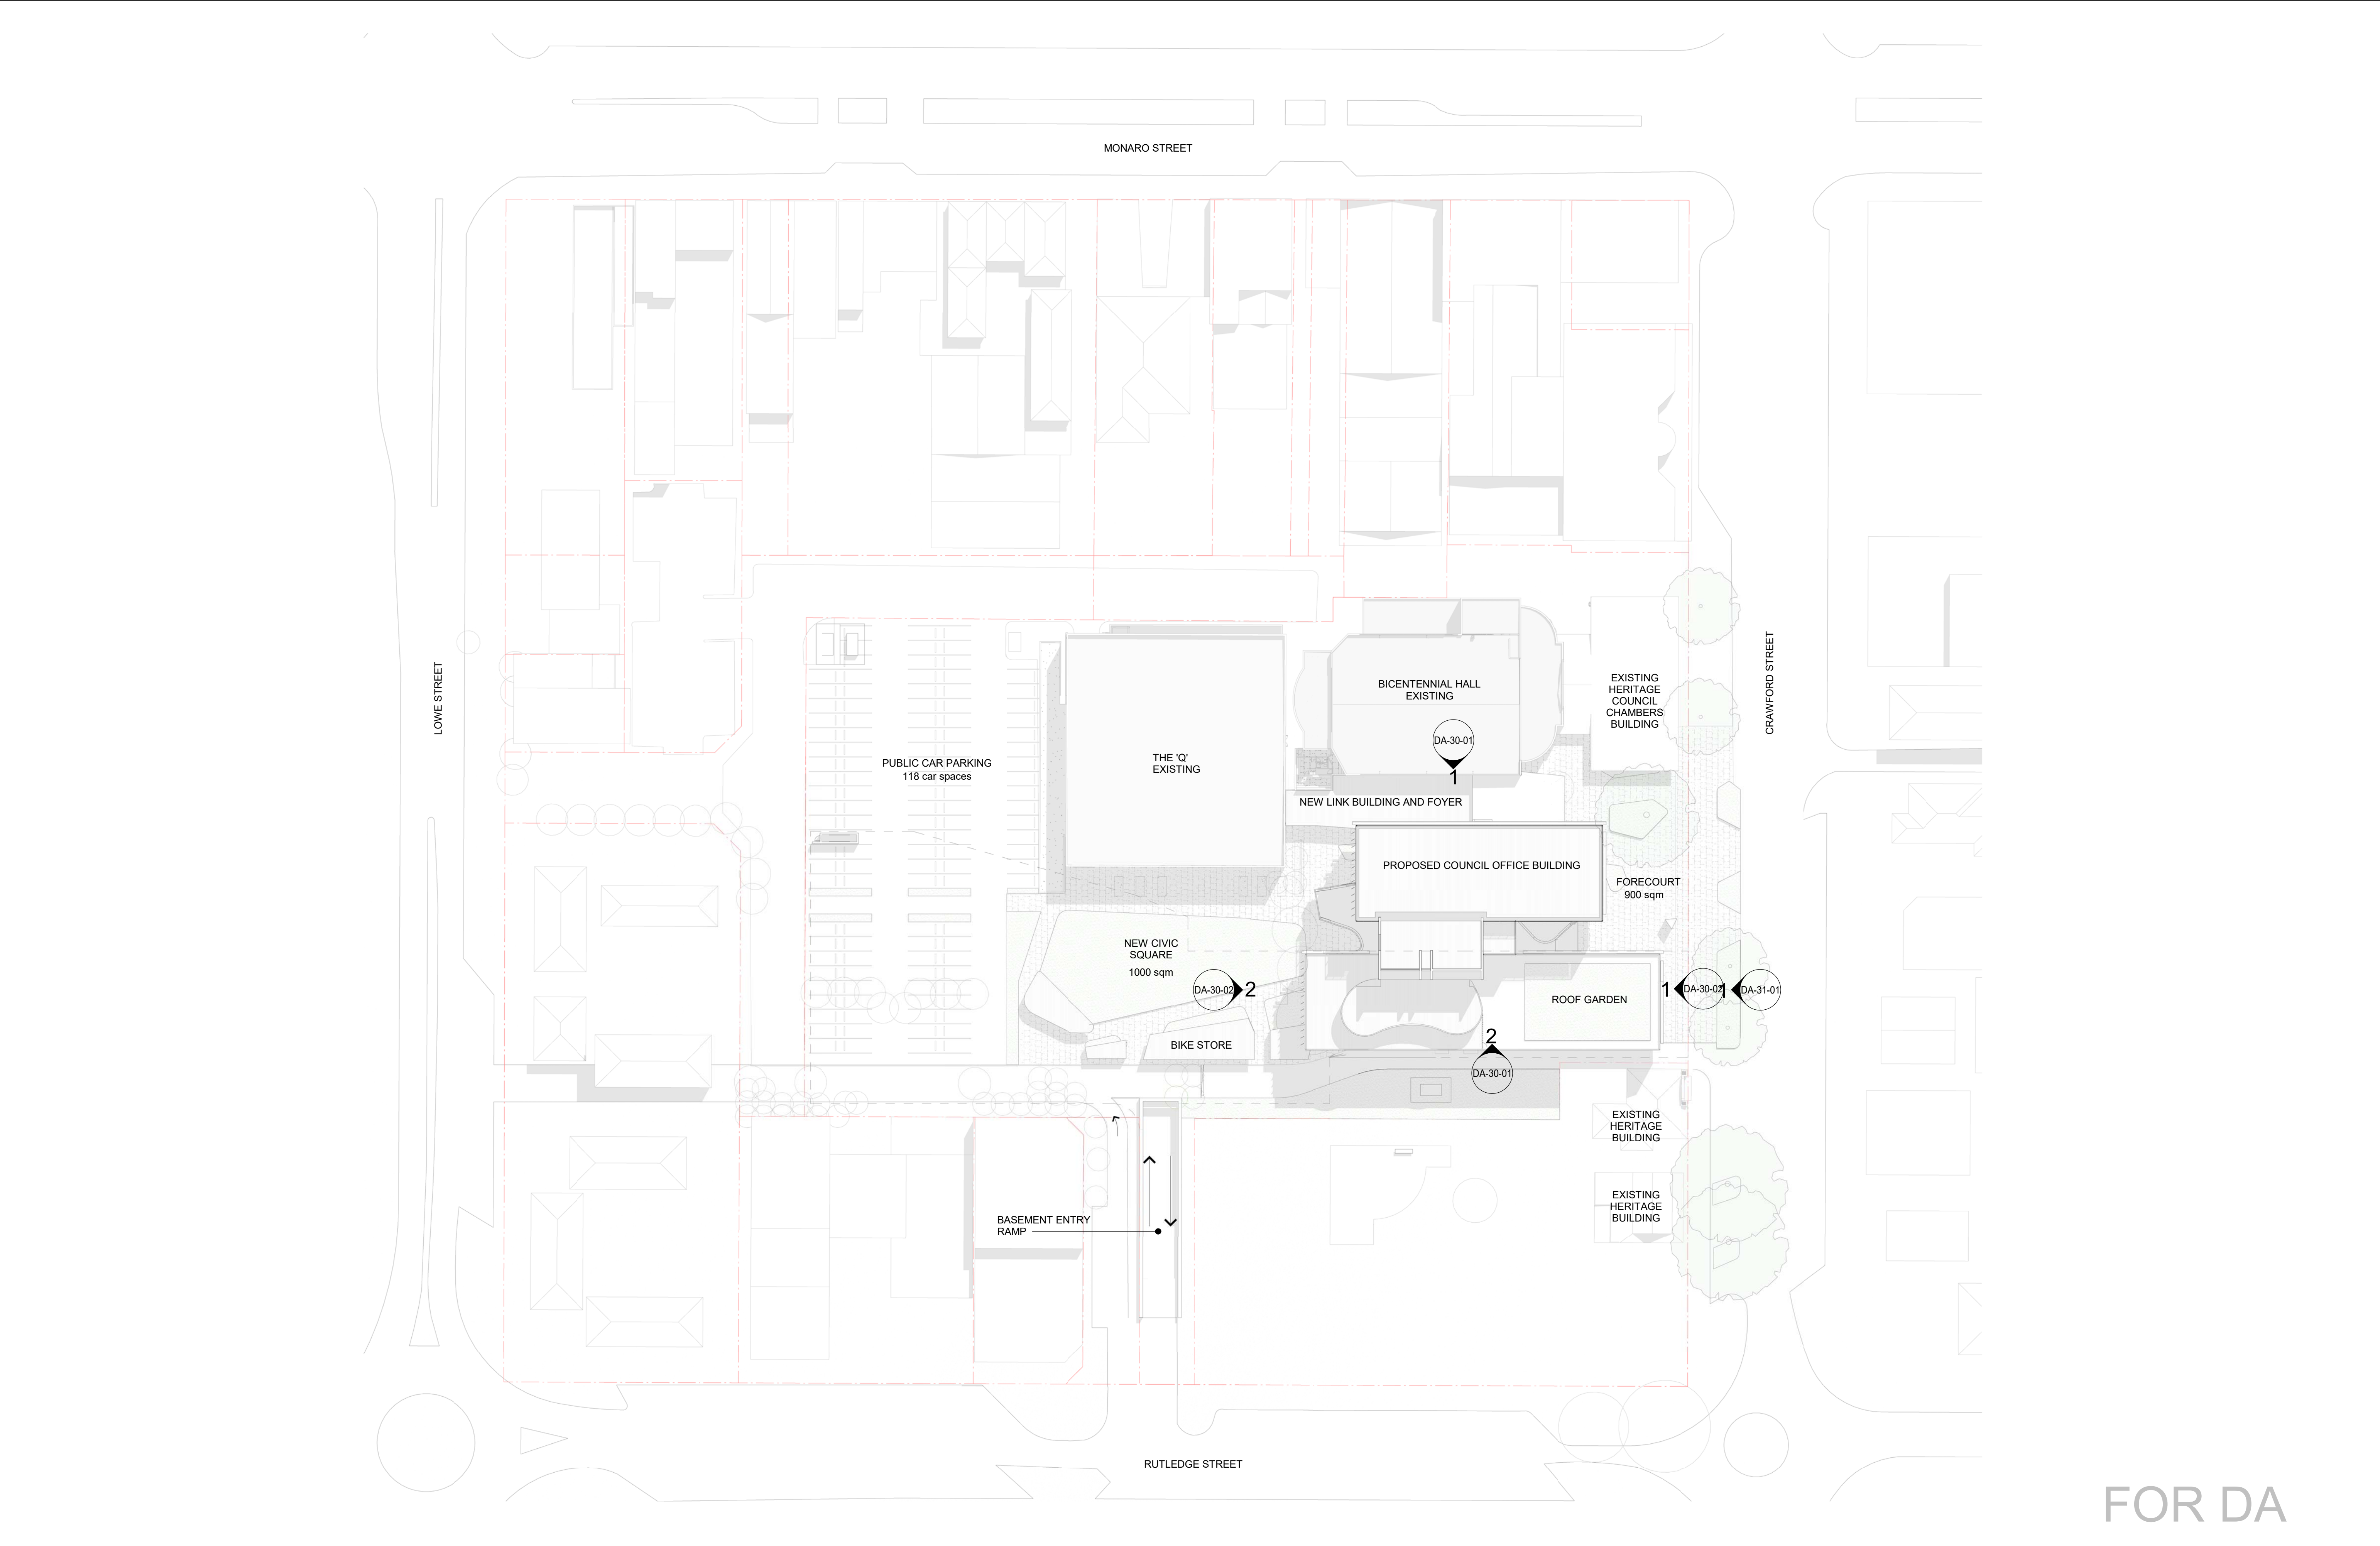 MONARO STREET
LOWE STREET
CRAWFORD STREET
BICENTENNIAL HALL
EXISTING
EXISTING
HERITAGE
COUNCIL
CHAMBERS
BUILDING
DA-30-01
1
THE 'Q'
EXISTING
PUBLIC CAR PARKING
118 car spaces
NEW LINK BUILDING AND FOYER
PROPOSED COUNCIL OFFICE BUILDING
FORECOURT
900 sqm
NEW CIVIC
SQUARE
1000 sqm
DA-30-02
2
1
DA-30-02
1
DA-31-01
ROOF GARDEN
BIKE STORE
2
DA-30-01
EXISTING
HERITAGE
BUILDING
EXISTING
HERITAGE
BUILDING
BASEMENT ENTRY
RAMP
RUTLEDGE STREET
FOR DA